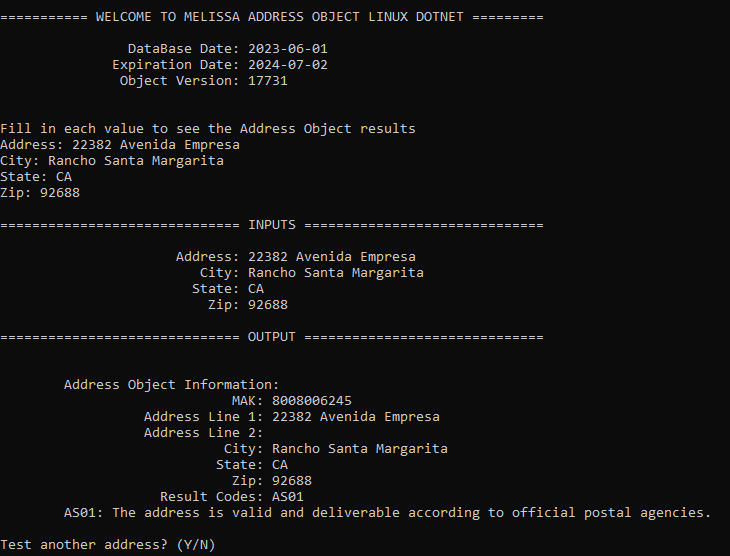 =========== WELCOME TO MELISSA ADDRESS OBJECT LINUX DOTNET =========
DataBase Date: 2023-06-01
Expiration Date: 2024-07-02
Object Version: 17731
Fill in each value to see the Address Object results
Address: 22382 Avenida Empresa
City: Rancho Santa Margarita
State: CA
Zip: 92688
============================== INPUTS ==============================
Address: 22382 Avenida Empresa
City: Rancho Santa Margarita
State: CA
Zip: 92688
============================== OUTPUT ==============================
Address Object Information:
MAK: 8008006245
Address Line 1: 22382 Avenida Empresa
Address Line 2:
City: Rancho Santa Margarita
State: CA
Zip: 92688
Result Codes: AS01
AS01: The address is valid and deliverable according to official postal agencies.
Test another address? (Y/N)